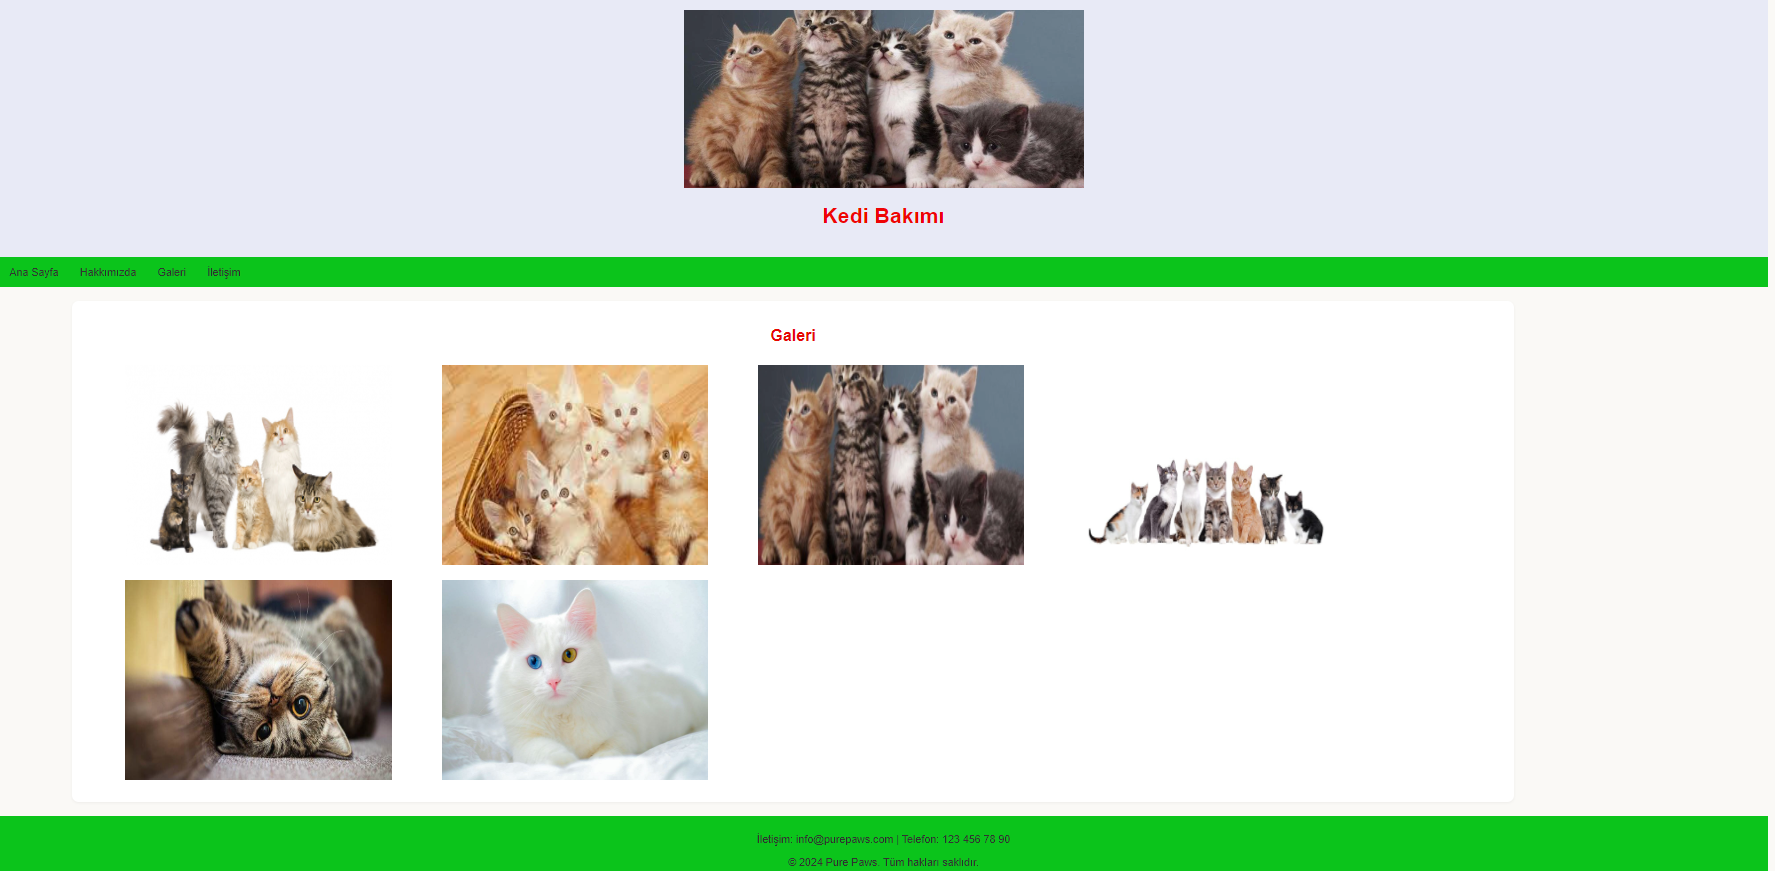 Kedi Bakımı
Ana Sayfa Hakkımızda Galeri İletişim
Galeri
İletişim: info@purepaws.com | Telefon: 123 456 78 90
© 2024 Pure Paws. Tüm hakları saklıdır.